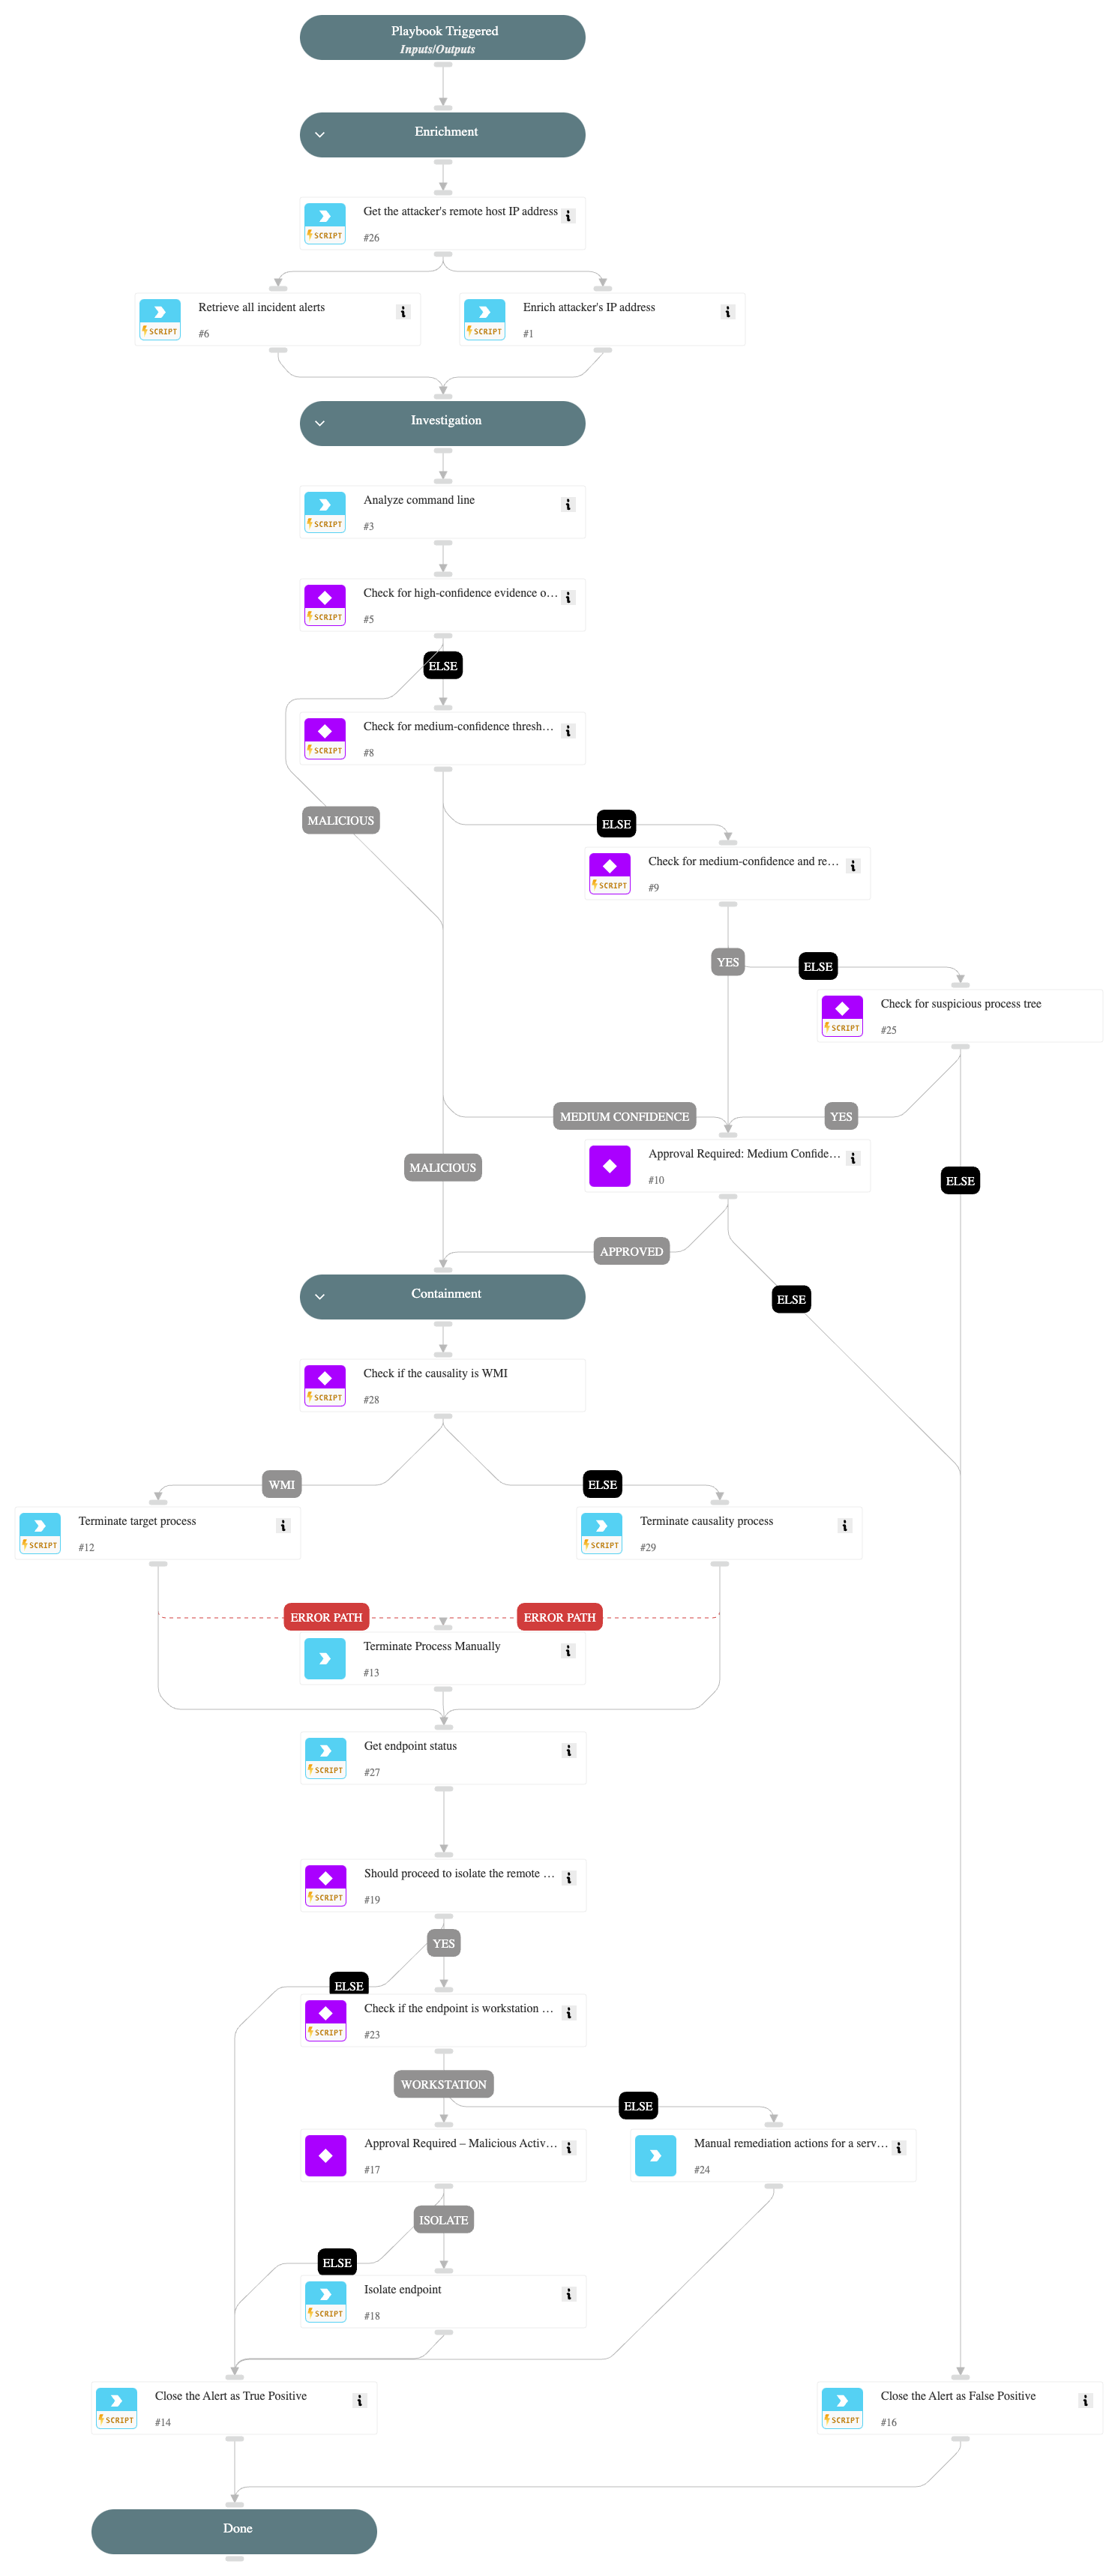 Playbook Triggered
Inputs/Outputs
Enrichment
Get the attacker's remote host IP address
SCRIPT
#26
Retrieve all incident alerts
SCRIPT
#6
Enrich attacker's IP address
SCRIPT
#1
Investigation
Analyze command line
SCRIPT
#3
Check for high-confidence evidence o…
SCRIPT
#5
ELSE
Check for medium-confidence thresh…
SCRIPT
#8
MALICIOUS
ELSE
Check for medium-confidence and re…
SCRIPT
#9
YES
ELSE
Check for suspicious process tree
SCRIPT
#25
MEDIUM CONFIDENCE
YES
Approval Required: Medium Confide…
#10
MALICIOUS
ELSE
APPROVED
Containment
ELSE
Check if the causality is WMI
SCRIPT
#28
WMI
ELSE
Terminate target process
SCRIPT
#12
Terminate causality process
SCRIPT
#29
ERROR PATH
ERROR PATH
Terminate Process Manually
#13
Get endpoint status
SCRIPT
#27
Should proceed to isolate the remote …
SCRIPT
#19
YES
ELSE
Check if the endpoint is workstation …
SCRIPT
#23
WORKSTATION
ELSE
Approval Required – Malicious Activ…
#17
Manual remediation actions for a serv…
#24
ISOLATE
ELSE
Isolate endpoint
SCRIPT
#18
Close the Alert as True Positive
SCRIPT
#14
Close the Alert as False Positive
SCRIPT
#16
Done